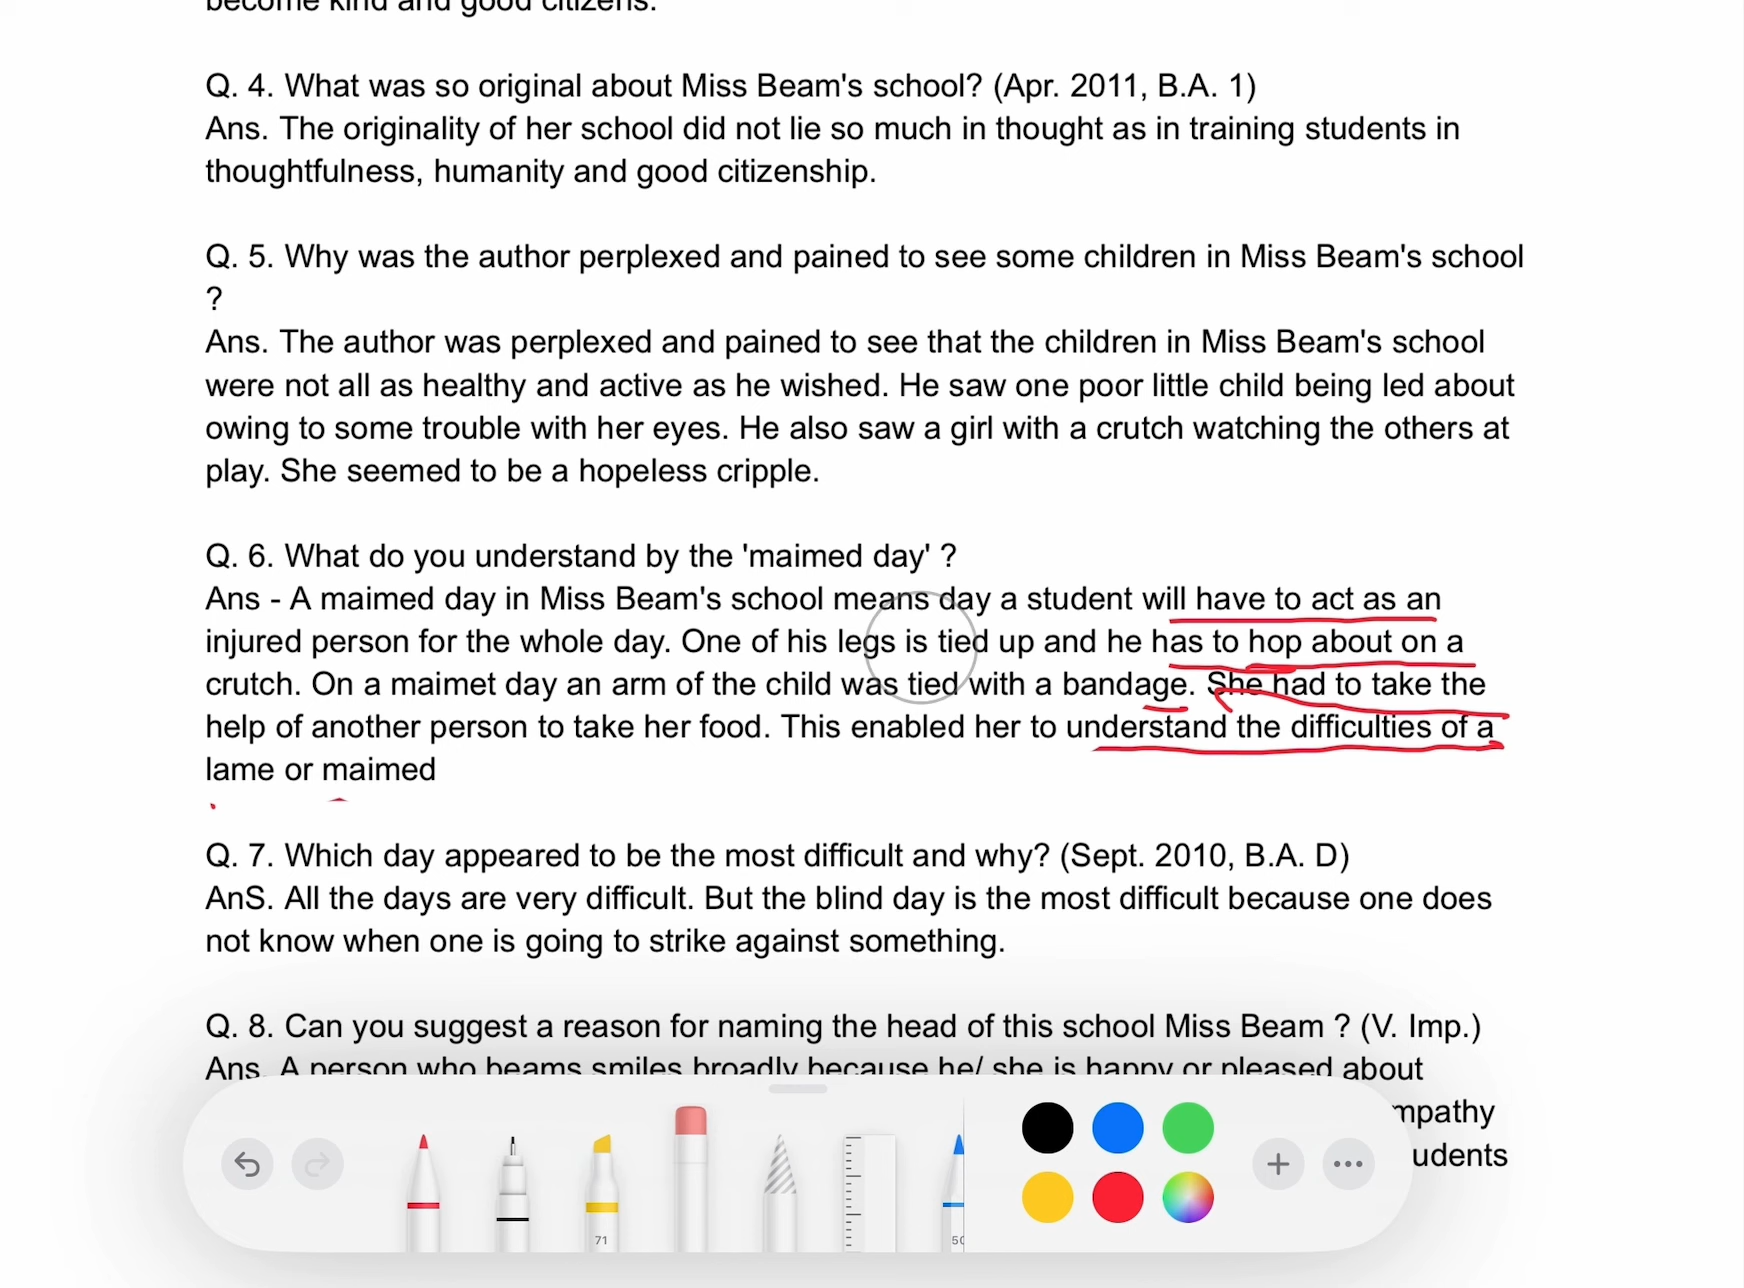 become kind and good citizens.
Q. 4. What was so original about Miss Beam's school? (Apr. 2011, B.A. 1)
Ans. The originality of her school did not lie so much in thought as in training students in
thoughtfulness, humanity and good citizenship.
Q. 5. Why was the author perplexed and pained to see some children in Miss Beam's school
?
Ans. The author was perplexed and pained to see that the children in Miss Beam's school
were not all as healthy and active as he wished. He saw one poor little child being led about
owing to some trouble with her eyes. He also saw a girl with a crutch watching the others at
play. She seemed to be a hopeless cripple.
Q. 6. What do you understand by the 'maimed day' ?
Ans - A maimed day in Miss Beam's school means day a student will have to act as an
injured person for the whole day. One of his legs is tied up and he has to hop about on a
crutch. On a maimet day an arm of the child was tied with a bandage. She had to take the
help of another person to take her food. This enabled her to understand the difficulties of a
lame or maimed
Q. 7. Which day appeared to be the most difficult and why? (Sept. 2010, B.A. D)
AnS. All the days are very difficult. But the blind day is the most difficult because one does
not know when one is going to strike against something.
Q. 8. Can you suggest a reason for naming the head of this school Miss Beam ? (V. Imp.)
Ans. A person who beams smiles broadly because he/ she is happy or pleased about
mpathy
udents
71
50